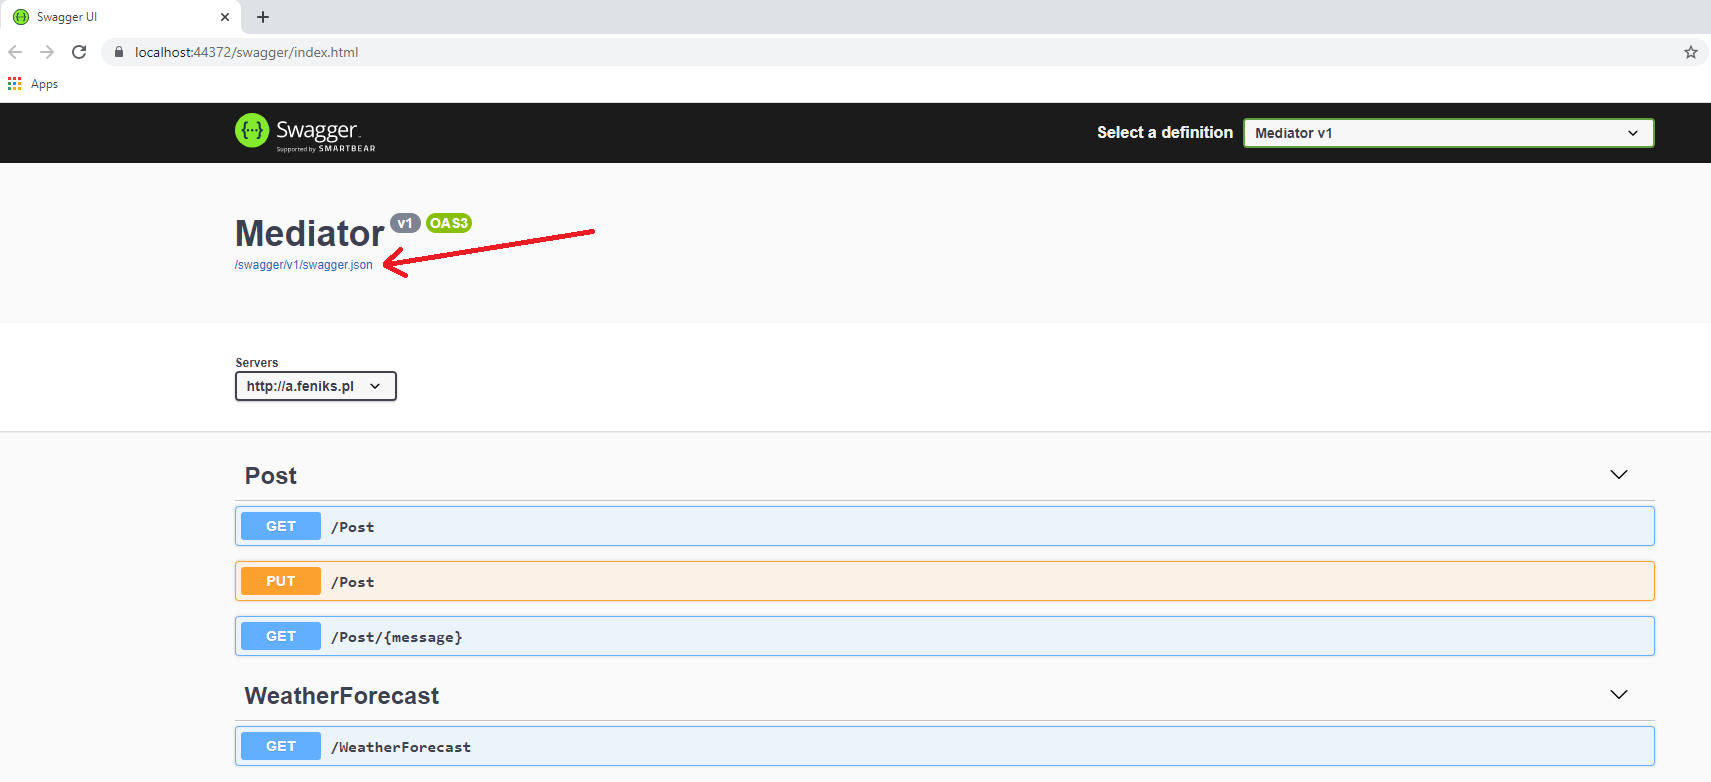 Swagger UI
localhost:44372/swagger/index.html
Apps
Swagger.
Supported by SMARTBEAR
Select a definition
Mediator v1
Mediator v1 OAS3
/swagger/v1/swagger.json
Servers
http://a.feniks.pl
Post
GET /Post
PUT /Post
GET /Post/{message}
WeatherForecast
GET /WeatherForecast